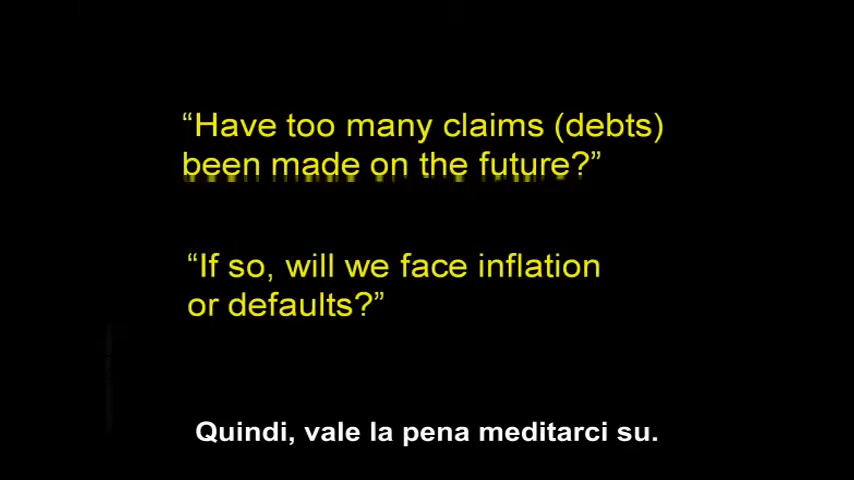 “Have too many claims (debts)
been made on the future?”
“If so, will we face inflation
or defaults?”
Quindi, vale la pena meditarci su.